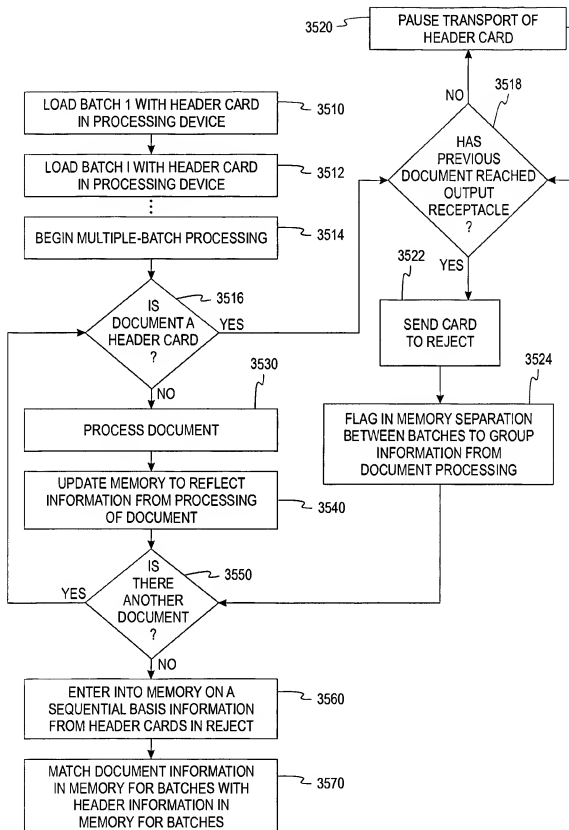 3520
PAUSE TRANSPORT OF
HEADER CARD
NO
3518
HAS
PREVIOUS
DOCUMENT REACHED
OUTPUT
RECEPTACLE
?
YES
3522
SEND CARD
TO REJECT
3524
FLAG IN MEMORY SEPARATION
BETWEEN BATCHES TO GROUP
INFORMATION FROM
DOCUMENT PROCESSING
LOAD BATCH 1 WITH HEADER CARD
IN PROCESSING DEVICE
3510
LOAD BATCH I WITH HEADER CARD
IN PROCESSING DEVICE
3512
BEGIN MULTIPLE-BATCH PROCESSING
3514
IS
DOCUMENT A
HEADER CARD
?
3516
YES
NO
3530
PROCESS DOCUMENT
UPDATE MEMORY TO REFLECT
INFORMATION FROM PROCESSING
OF DOCUMENT
3540
IS
THERE
ANOTHER
DOCUMENT
?
3550
YES
NO
ENTER INTO MEMORY ON A
SEQUENTIAL BASIS INFORMATION
FROM HEADER CARDS IN REJECT
3560
MATCH DOCUMENT INFORMATION
IN MEMORY FOR BATCHES WITH
HEADER INFORMATION IN
MEMORY FOR BATCHES
3570